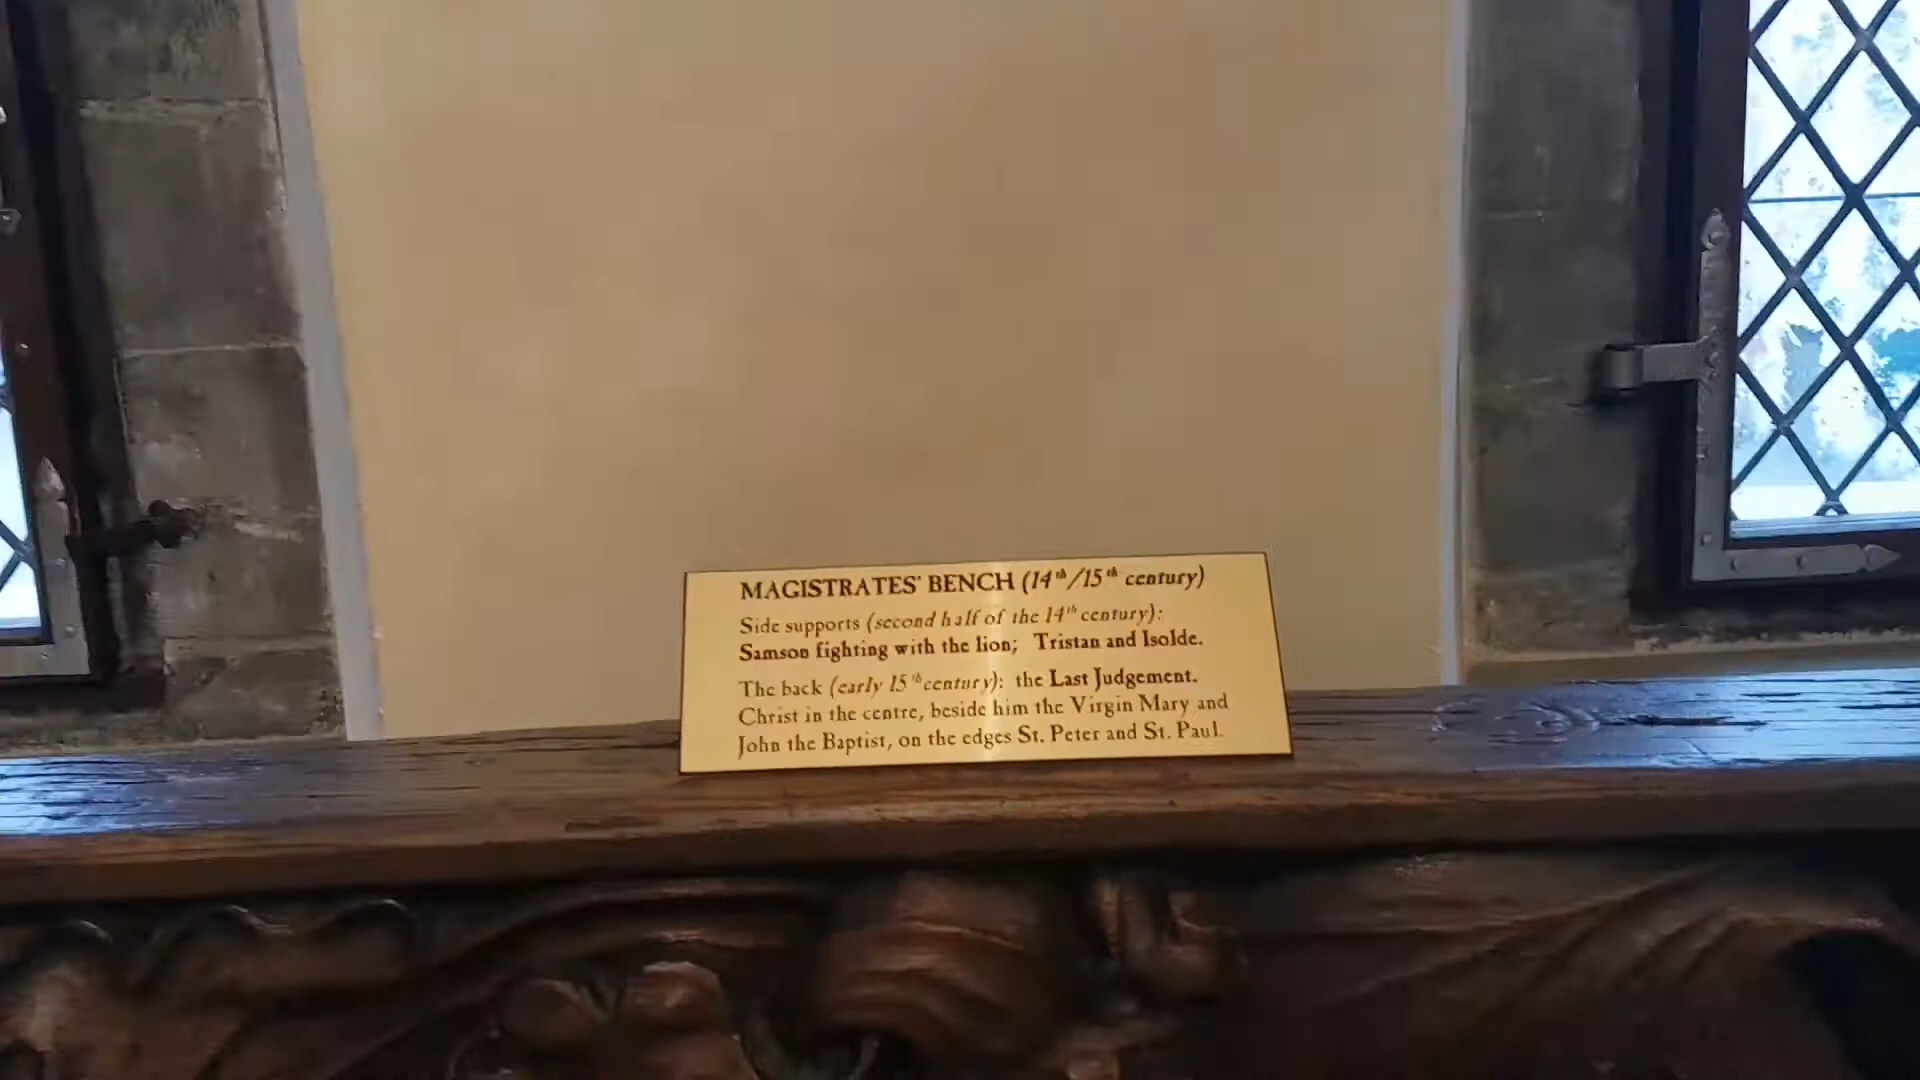 MAGISTRATES' BENCH (14th/15th century)
Side supports (second half of the 14th century):
Samson fighting with the lion; Tristan and Isolde.
The back (early 15th century): the Last Judgement.
Christ in the centre, beside him the Virgin Mary and
John the Baptist, on the edges St. Peter and St. Paul.